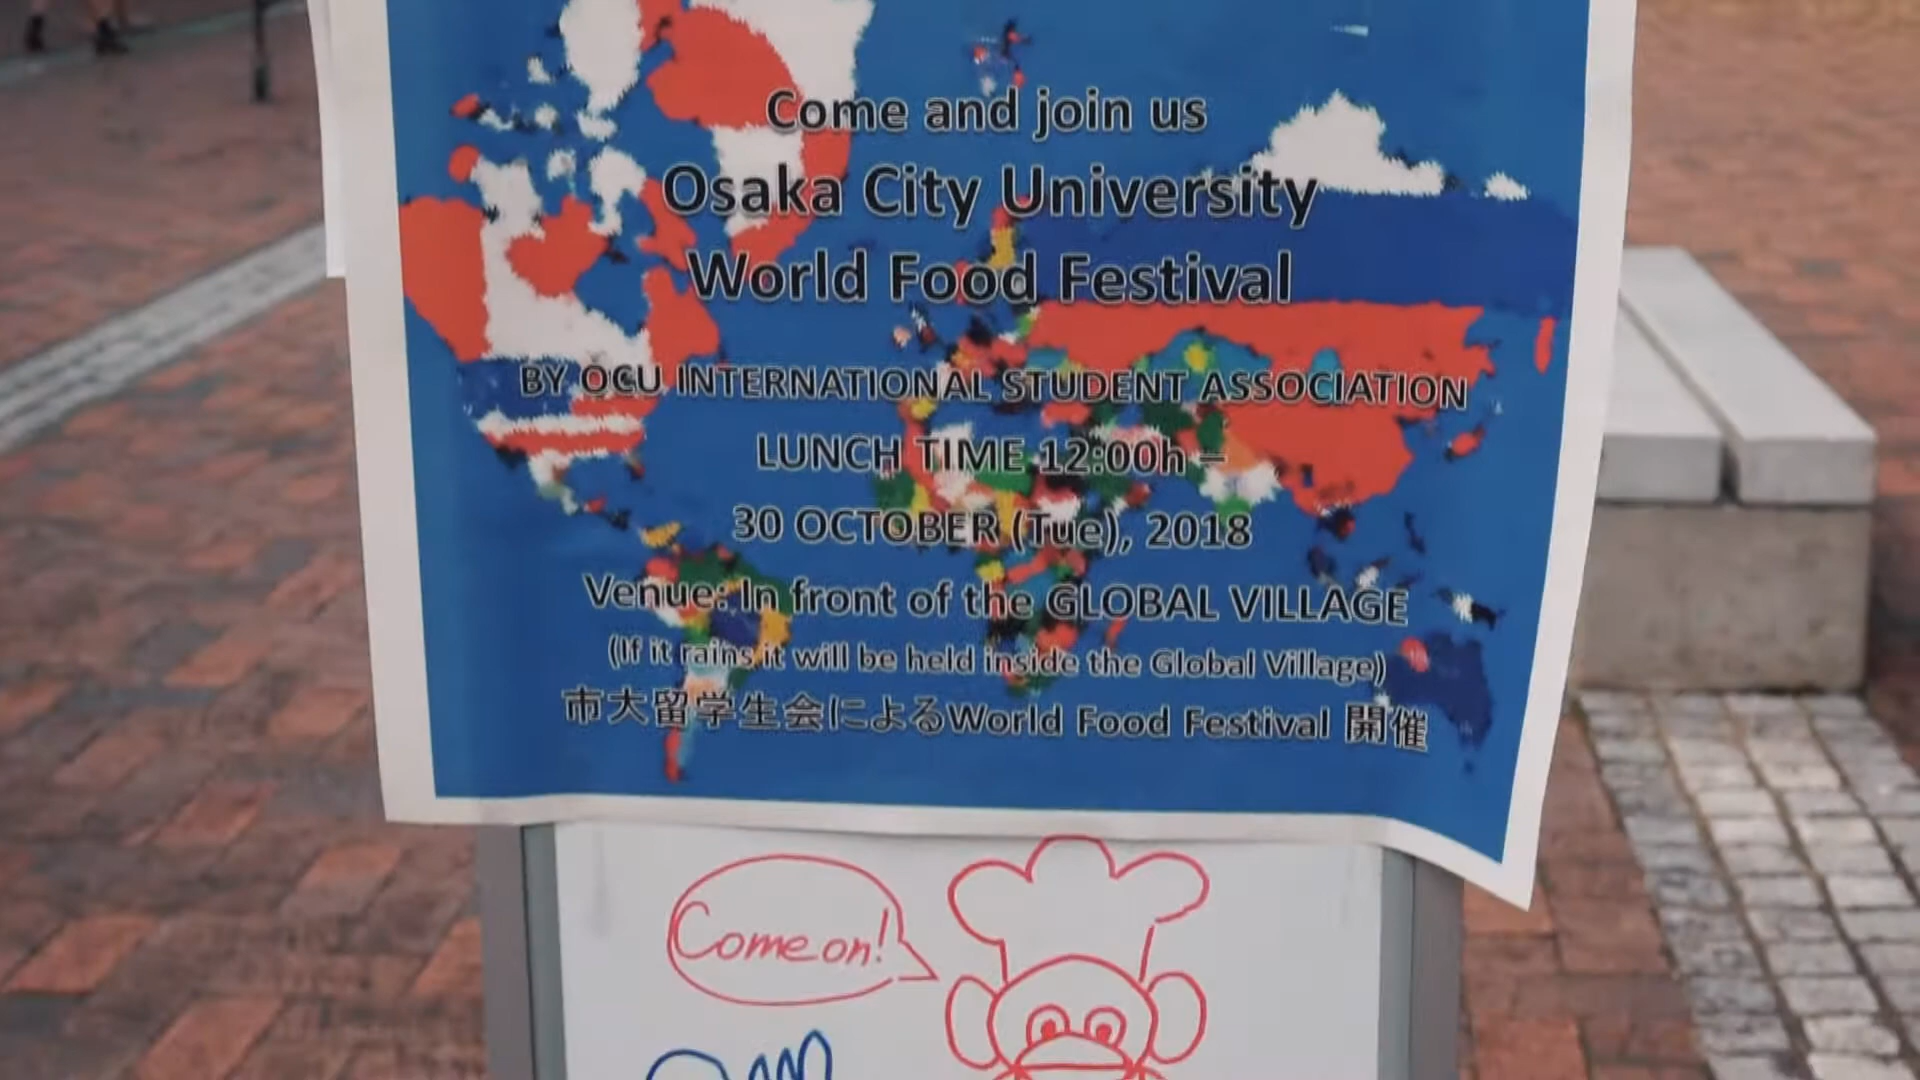 Come and join us
Osaka City University
World Food Festival
BY OCU INTERNATIONAL STUDENT ASSOCIATION
LUNCH TIME 12:00h –
30 OCTOBER (Tue), 2018
Venue: In front of the GLOBAL VILLAGE
(If it rains it will be held inside the Global Village)
市大留学生会によるWorld Food Festival 開催
Come on!